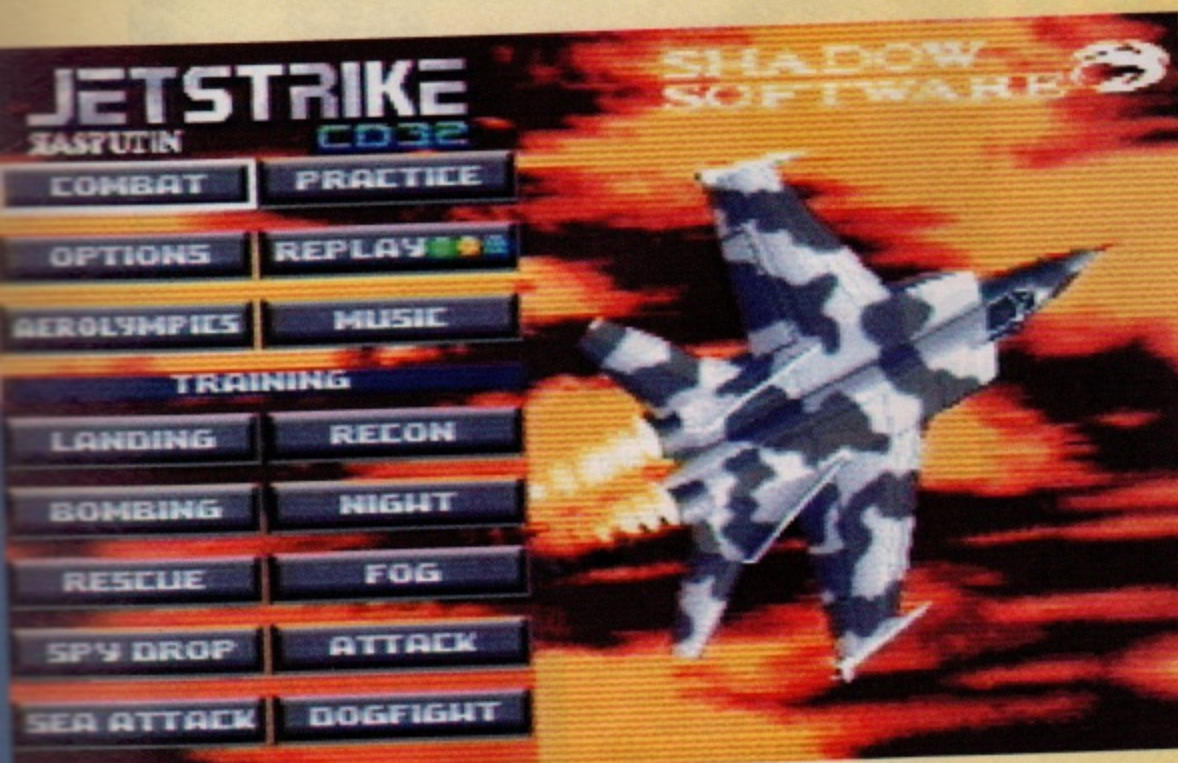 JETSTRIKE
RASPUTIN CD32
SHADOW
SOFTWARE
COMBAT PRACTICE
OPTIONS REPLAY
AEROLYMPICS MUSIC
TRAINING
LANDING RECON
BOMBING NIGHT
RESCUE FOG
SPY DROP ATTACK
SEA ATTACK DOGFIGHT